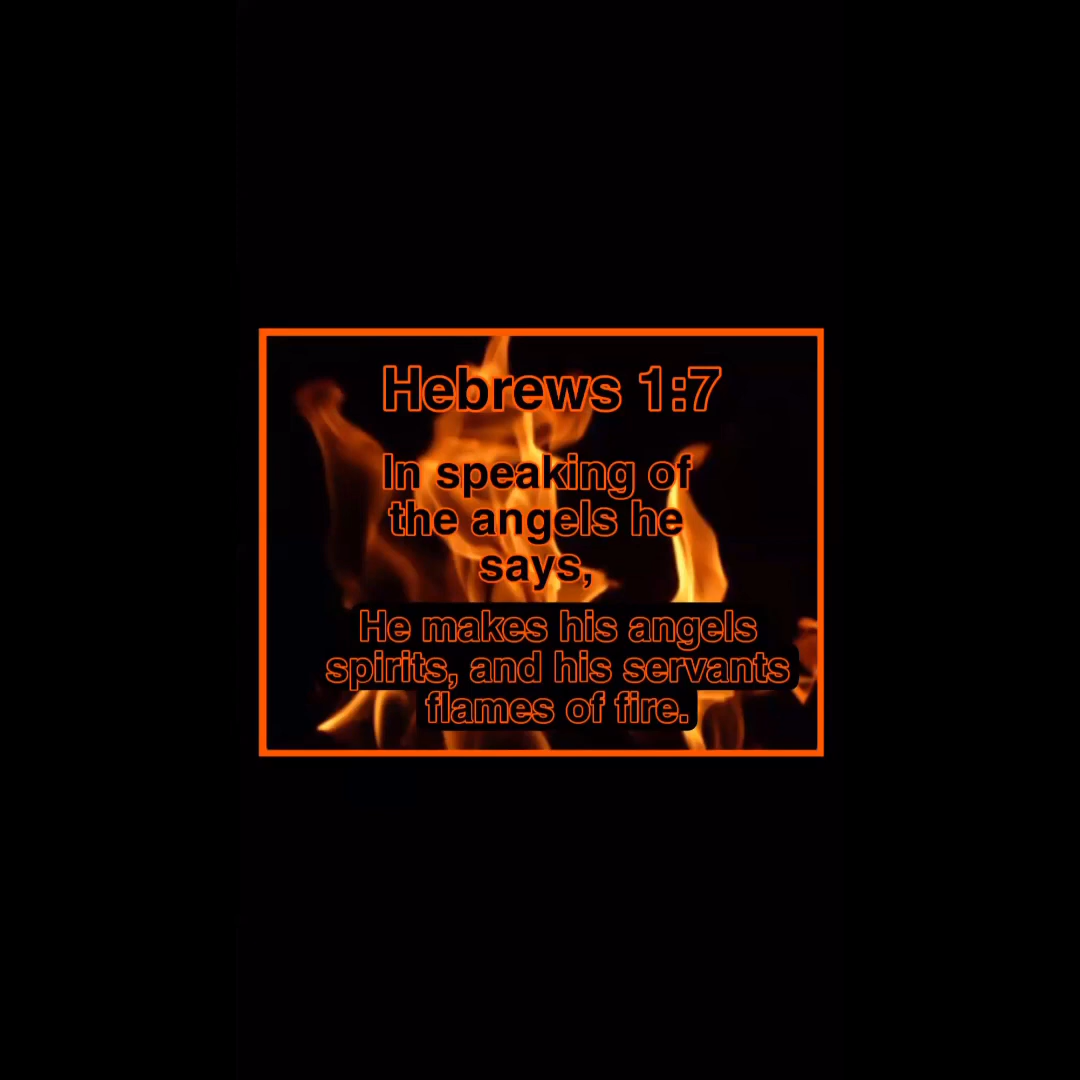 Hebrews 1:7
In speaking of
the angels he
says,
He makes his angels
spirits, and his servants
flames of fire.